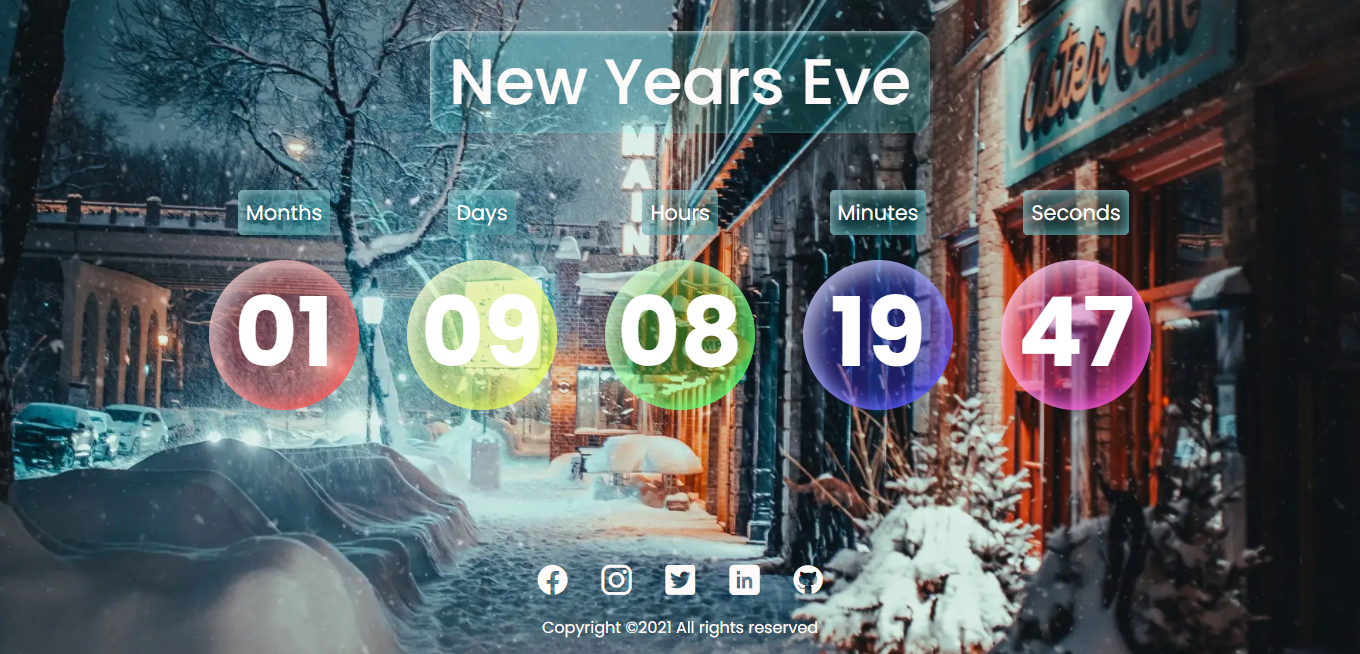 New Years Eve
Aster Cafe
MAIN
Months Days Hours Minutes Seconds
01 09 08 19 47
Copyright ©2021 All rights reserved